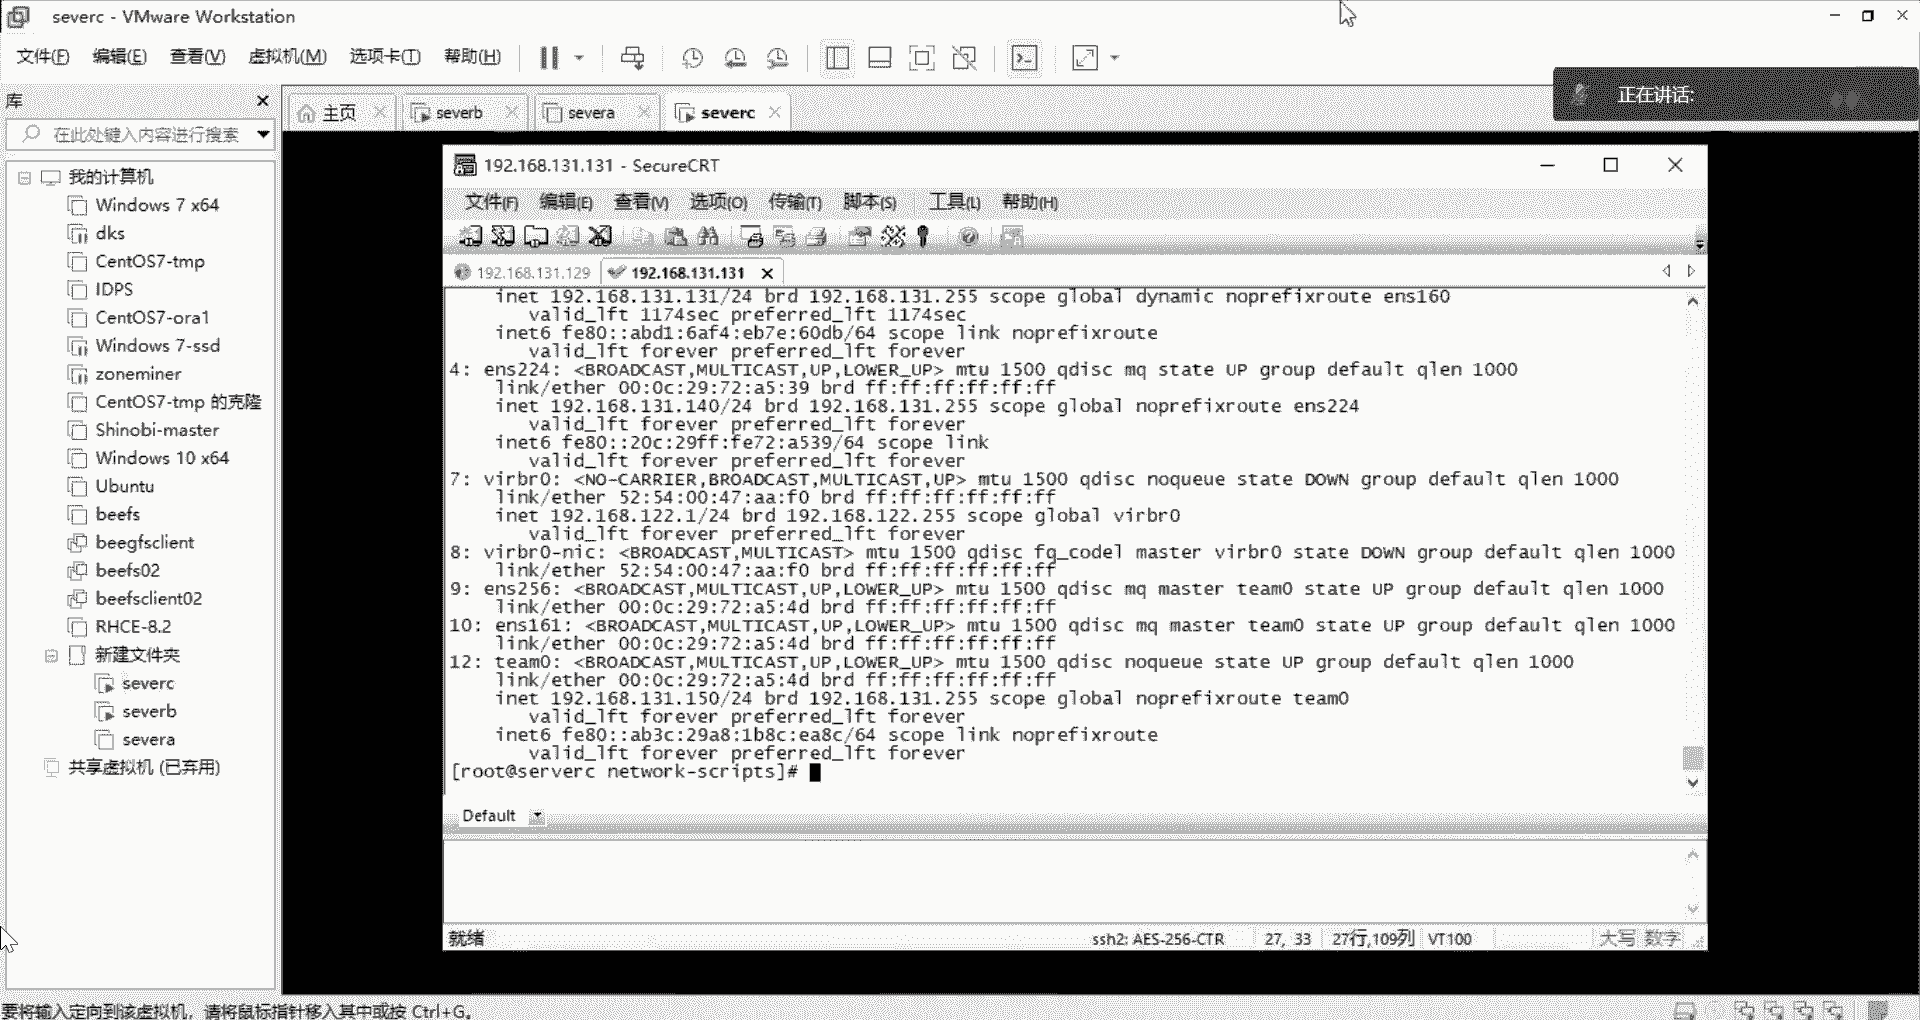 severc - VMware Workstation
文件(F) 编辑(E) 查看(V) 虚拟机(M) 选项卡(T) 帮助(H)
正在讲话:
库
主页 severb severa severc
在此处键入内容进行搜索
我的计算机
Windows 7 x64
dks
CentOS7-tmp
IDPS
CentOS7-ora1
Windows 7-ssd
zoneminer
CentOS7-tmp 的克隆
Shinobi-master
Windows 10 x64
Ubuntu
beefs
beegfsclient
beefs02
beefsclient02
RHCE-8.2
新建文件夹
severc
severb
severa
共享虚拟机 (已弃用)
192.168.131.131 - SecureCRT
文件(F) 编辑(E) 查看(V) 选项(O) 传输(T) 脚本(S) 工具(L) 帮助(H)
192.168.131.129 192.168.131.131
inet 192.168.131.131/24 brd 192.168.131.255 scope global dynamic noprefixroute ens160
valid_lft 1174sec preferred_lft 1174sec
inet6 fe80::abd1:6af4:eb7e:60db/64 scope link noprefixroute
valid_lft forever preferred_lft forever
4: ens224: <BROADCAST,MULTICAST,UP,LOWER_UP> mtu 1500 qdisc mq state UP group default qlen 1000
link/ether 00:0c:29:72:a5:39 brd ff:ff:ff:ff:ff:ff
inet 192.168.131.140/24 brd 192.168.131.255 scope global noprefixroute ens224
valid_lft forever preferred_lft forever
inet6 fe80::20c:29ff:fe72:a539/64 scope link
valid_lft forever preferred_lft forever
7: virbr0: <NO-CARRIER,BROADCAST,MULTICAST,UP> mtu 1500 qdisc noqueue state DOWN group default qlen 1000
link/ether 52:54:00:47:aa:f0 brd ff:ff:ff:ff:ff:ff
inet 192.168.122.1/24 brd 192.168.122.255 scope global virbr0
valid_lft forever preferred_lft forever
8: virbr0-nic: <BROADCAST,MULTICAST> mtu 1500 qdisc fq_codel master virbr0 state DOWN group default qlen 1000
link/ether 52:54:00:47:aa:f0 brd ff:ff:ff:ff:ff:ff
9: ens256: <BROADCAST,MULTICAST,UP,LOWER_UP> mtu 1500 qdisc mq master team0 state UP group default qlen 1000
link/ether 00:0c:29:72:a5:4d brd ff:ff:ff:ff:ff:ff
10: ens161: <BROADCAST,MULTICAST,UP,LOWER_UP> mtu 1500 qdisc mq master team0 state UP group default qlen 1000
link/ether 00:0c:29:72:a5:4d brd ff:ff:ff:ff:ff:ff
12: team0: <BROADCAST,MULTICAST,UP,LOWER_UP> mtu 1500 qdisc noqueue state UP group default qlen 1000
link/ether 00:0c:29:72:a5:4d brd ff:ff:ff:ff:ff:ff
inet 192.168.131.150/24 brd 192.168.131.255 scope global noprefixroute team0
valid_lft forever preferred_lft forever
inet6 fe80::ab3c:29a8:1b8c:ea8c/64 scope link noprefixroute
valid_lft forever preferred_lft forever
[root@serverc network-scripts]#
Default
就绪 ssh2: AES-256-CTR 27, 33 27行,109列 VT100 大写 数字
要将输入定向到该虚拟机，请将鼠标指针移入其中或按 Ctrl+G。